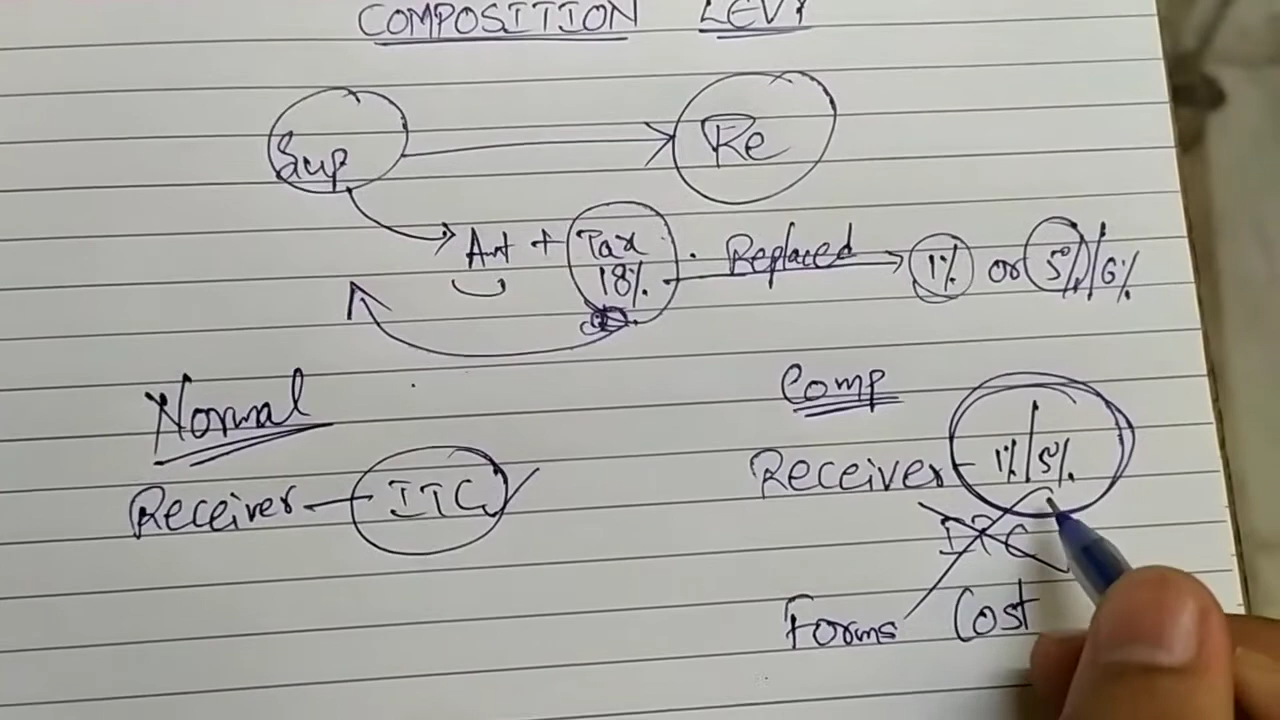 COMPOSITION LEVY
Sup Re
Amt + Tax . Replaced 1% or 5%/6%
18%
Normal Comp
Receiver - ITC Receiver - 1%/5%
ITC
Forms Cost